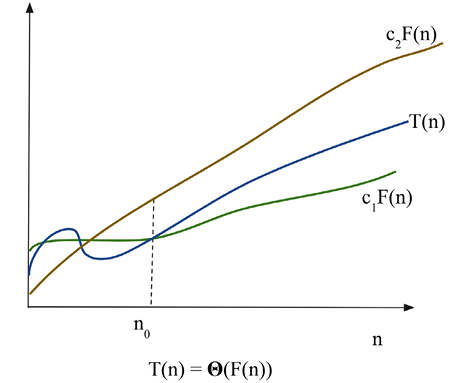 c₂F(n)
T(n)
c₁F(n)
n₀
n
T(n) = Θ(F(n))